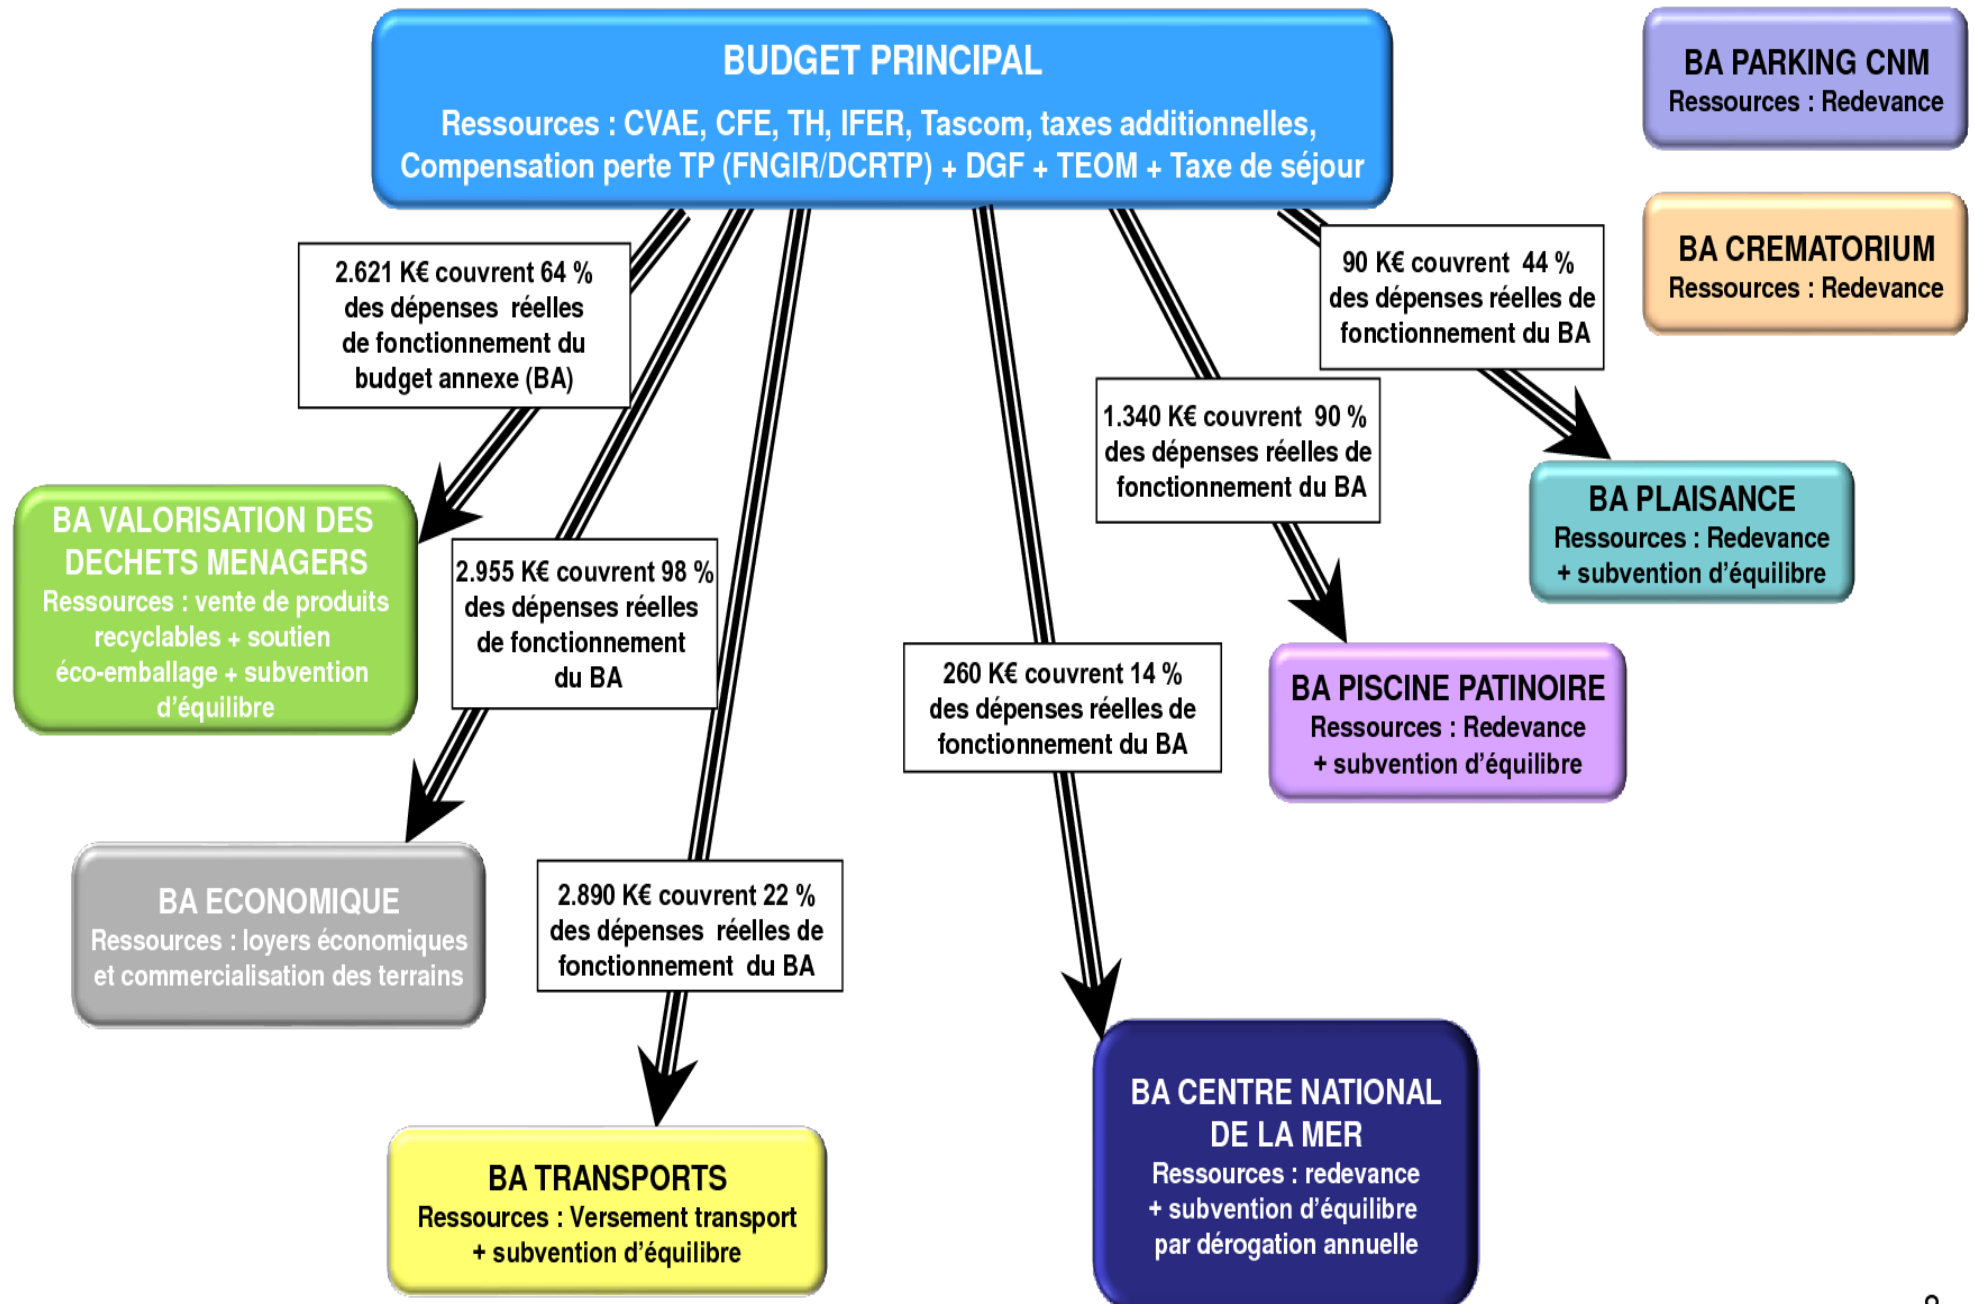 BUDGET PRINCIPAL
Ressources : CVAE, CFE, TH, IFER, Tascom, taxes additionnelles,
Compensation perte TP (FNGIR/DCRTP) + DGF + TEOM + Taxe de séjour
BA PARKING CNM
Ressources : Redevance
BA CREMATORIUM
Ressources : Redevance
2.621 K€ couvrent 64 %
des dépenses réelles
de fonctionnement du
budget annexe (BA)
90 K€ couvrent 44 %
des dépenses réelles de
fonctionnement du BA
1.340 K€ couvrent 90 %
des dépenses réelles de
fonctionnement du BA
BA PLAISANCE
Ressources : Redevance
+ subvention d’équilibre
BA VALORISATION DES
DECHETS MENAGERS
Ressources : vente de produits
recyclables + soutien
éco-emballage + subvention
d’équilibre
2.955 K€ couvrent 98 %
des dépenses réelles
de fonctionnement
du BA
260 K€ couvrent 14 %
des dépenses réelles de
fonctionnement du BA
BA PISCINE PATINOIRE
Ressources : Redevance
+ subvention d’équilibre
BA ECONOMIQUE
Ressources : loyers économiques
et commercialisation des terrains
2.890 K€ couvrent 22 %
des dépenses réelles de
fonctionnement du BA
BA CENTRE NATIONAL
DE LA MER
Ressources : redevance
+ subvention d’équilibre
par dérogation annuelle
BA TRANSPORTS
Ressources : Versement transport
+ subvention d’équilibre